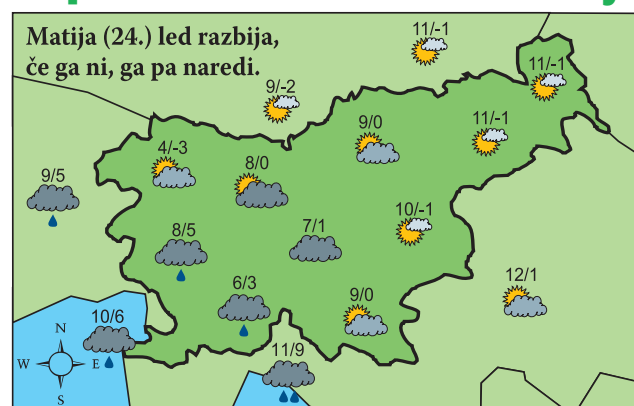 Matija (24.) led razbija,
če ga ni, ga pa naredi.
11/-1
11/-1
9/-2
9/0
11/-1
4/-3
8/0
9/5
10/-1
8/5
7/1
12/1
6/3
9/0
10/6
N
W
E
S
11/9